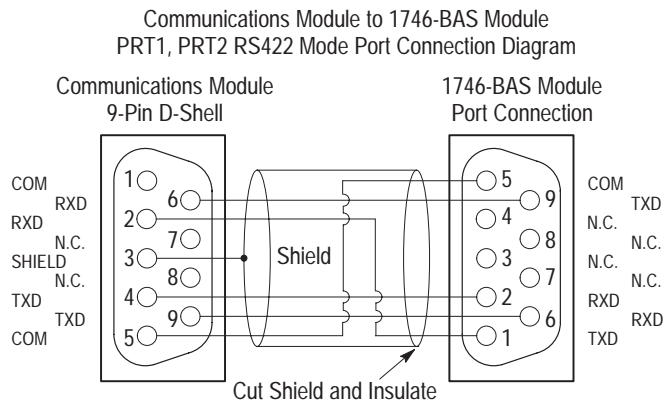 Communications Module to 1746-BAS Module
PRT1, PRT2 RS422 Mode Port Connection Diagram
Communications Module
9-Pin D-Shell
1746-BAS Module
Port Connection
COM
RXD
RXD
N.C.
SHIELD
N.C.
TXD
TXD
COM
1
6
2
7
3
8
4
9
5
Shield
5
9
4
8
3
7
2
6
1
COM
TXD
N.C.
N.C.
N.C.
N.C.
RXD
RXD
TXD
Cut Shield and Insulate